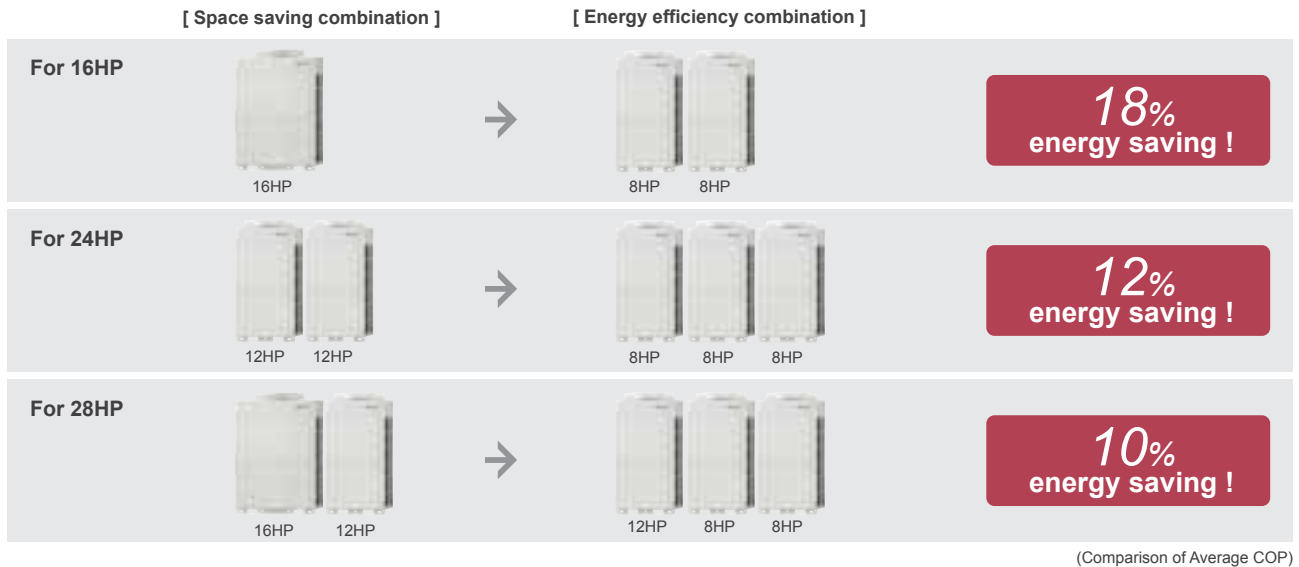 [ Space saving combination ]
[ Energy efficiency combination ]
For 16HP
16HP
8HP 8HP
18%
energy saving !
For 24HP
12HP 12HP
8HP 8HP 8HP
12%
energy saving !
For 28HP
16HP 12HP
12HP 8HP 8HP
10%
energy saving !
(Comparison of Average COP)